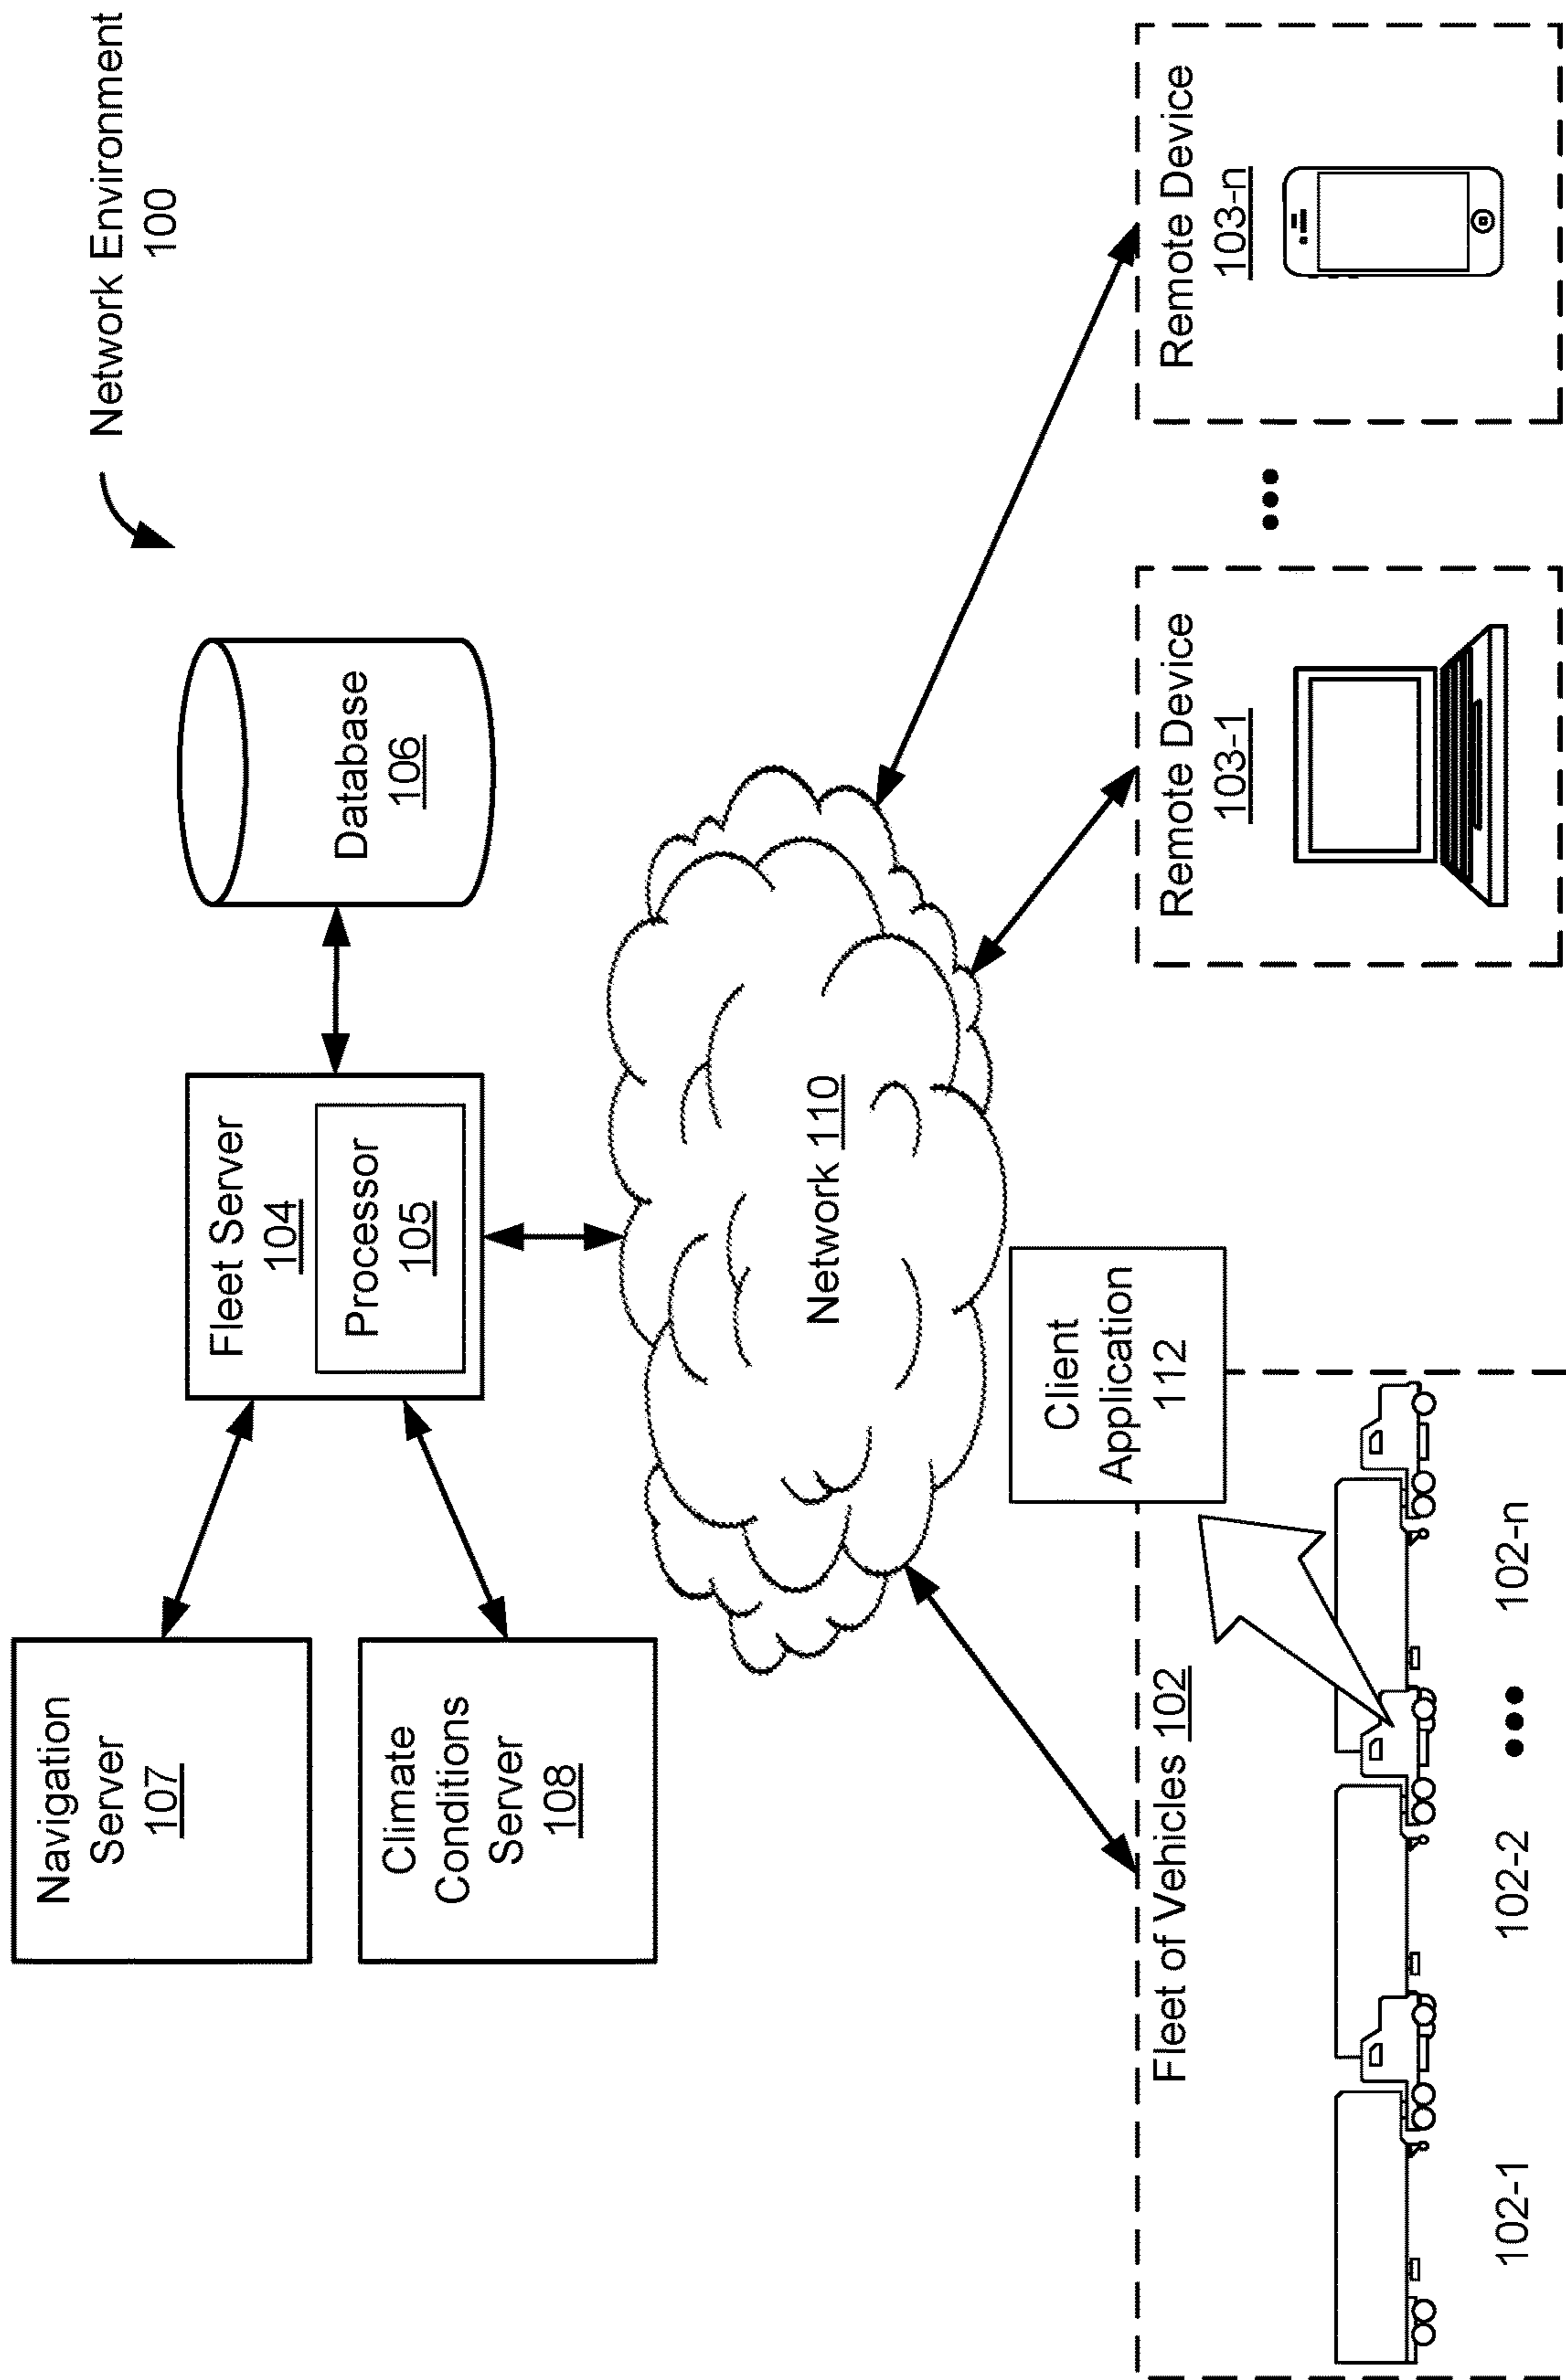 Network Environment
100
Navigation
Server
107
Climate
Conditions
Server
108
Fleet Server
104
Processor
105
Database
106
Network 110
Client
Application
112
Fleet of Vehicles 102
102-1
102-2
102-n
Remote Device
103-1
Remote Device
103-n